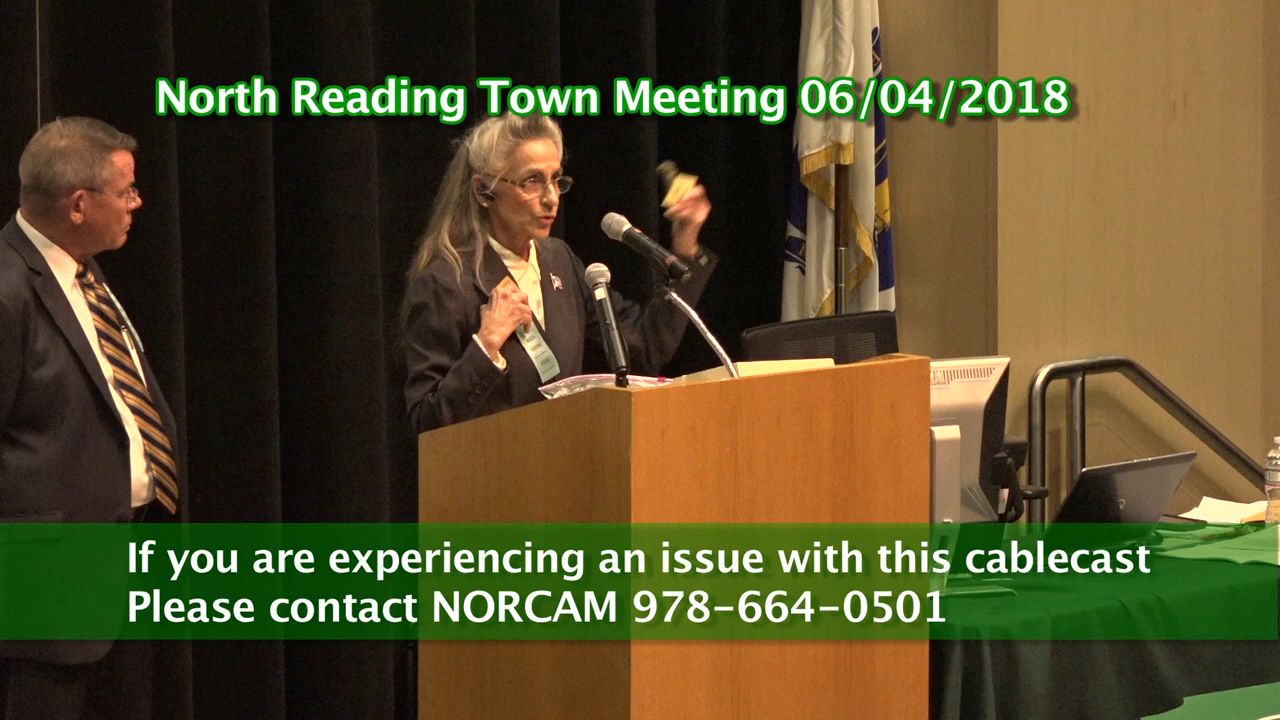 North Reading Town Meeting 06/04/2018
If you are experiencing an issue with this cablecast
Please contact NORCAM 978-664-0501